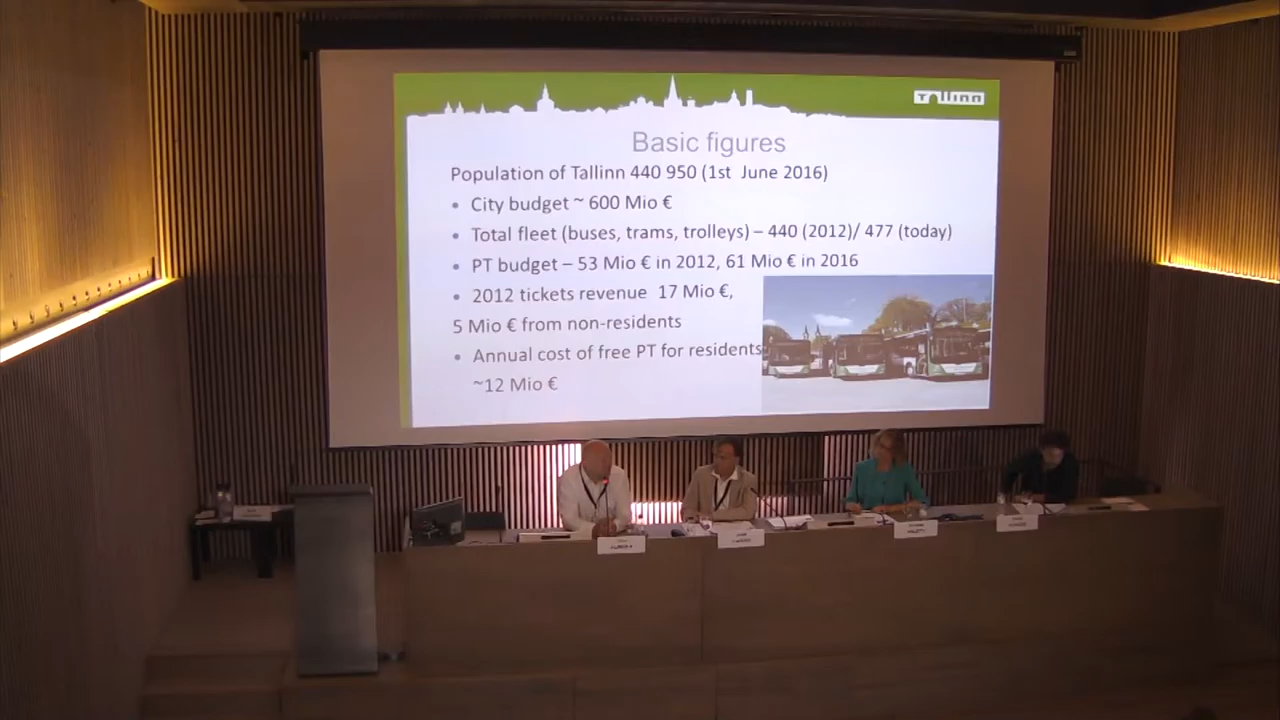 Tallinn
Basic figures
Population of Tallinn 440 950 (1st June 2016)
• City budget ~ 600 Mio €
• Total fleet (buses, trams, trolleys) – 440 (2012)/ 477 (today)
• PT budget – 53 Mio € in 2012, 61 Mio € in 2016
• 2012 tickets revenue 17 Mio €,
5 Mio € from non-residents
• Annual cost of free PT for residents
~12 Mio €